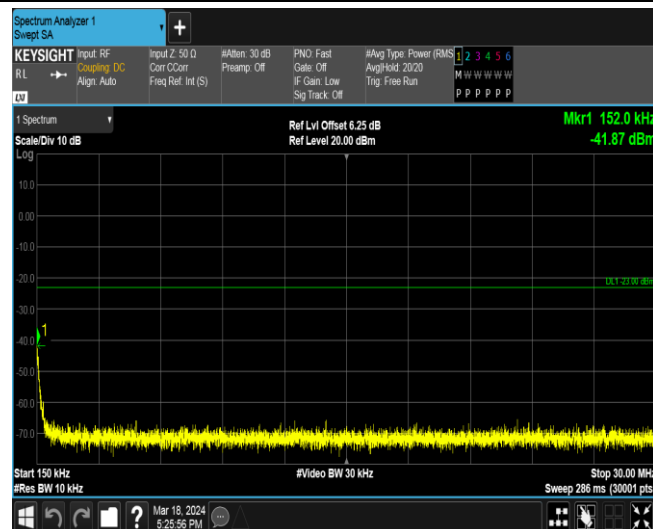 Spectrum Analyzer 1
Swept SA
+
KEYSIGHT
RL
LXI
Input: RF
Coupling: DC
Align: Auto
Input Z: 50 Ω
Corr CCorr
Freq Ref: Int (S)
#Atten: 30 dB
Preamp: Off
PNO: Fast
Gate: Off
IF Gain: Low
Sig Track: Off
#Avg Type: Power (RMS
Avg|Hold: 20/20
Trig: Free Run
1 2 3 4 5 6
M W W W W W
P P P P P P
1 Spectrum
Scale/Div 10 dB
Log
Ref Lvl Offset 6.25 dB
Ref Level 20.00 dBm
Mkr1 152.0 kHz
-41.87 dBm
10.0
0.00
-10.0
-20.0
DL1 -23.00 dBm
-30.0
1
-40.0
-50.0
-60.0
-70.0
Start 150 kHz
#Video BW 30 kHz
Stop 30.00 MHz
#Res BW 10 kHz
Sweep 286 ms (30001 pts
?
Mar 18, 2024
5:25:56 PM